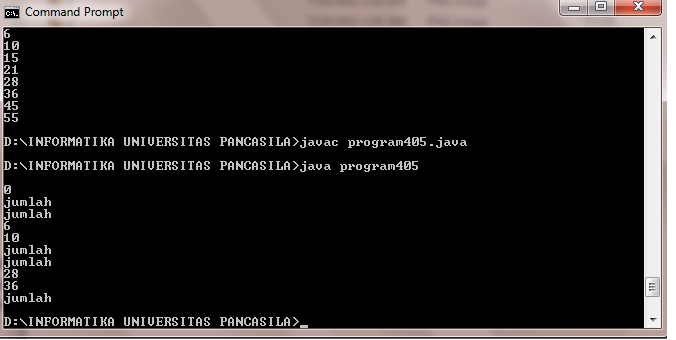 Command Prompt
6
10
15
21
28
36
45
55
D:\INFORMATIKA UNIVERSITAS PANCASILA>javac program405.java
D:\INFORMATIKA UNIVERSITAS PANCASILA>java program405
0
jumlah
jumlah
6
10
jumlah
jumlah
28
36
jumlah
D:\INFORMATIKA UNIVERSITAS PANCASILA>_